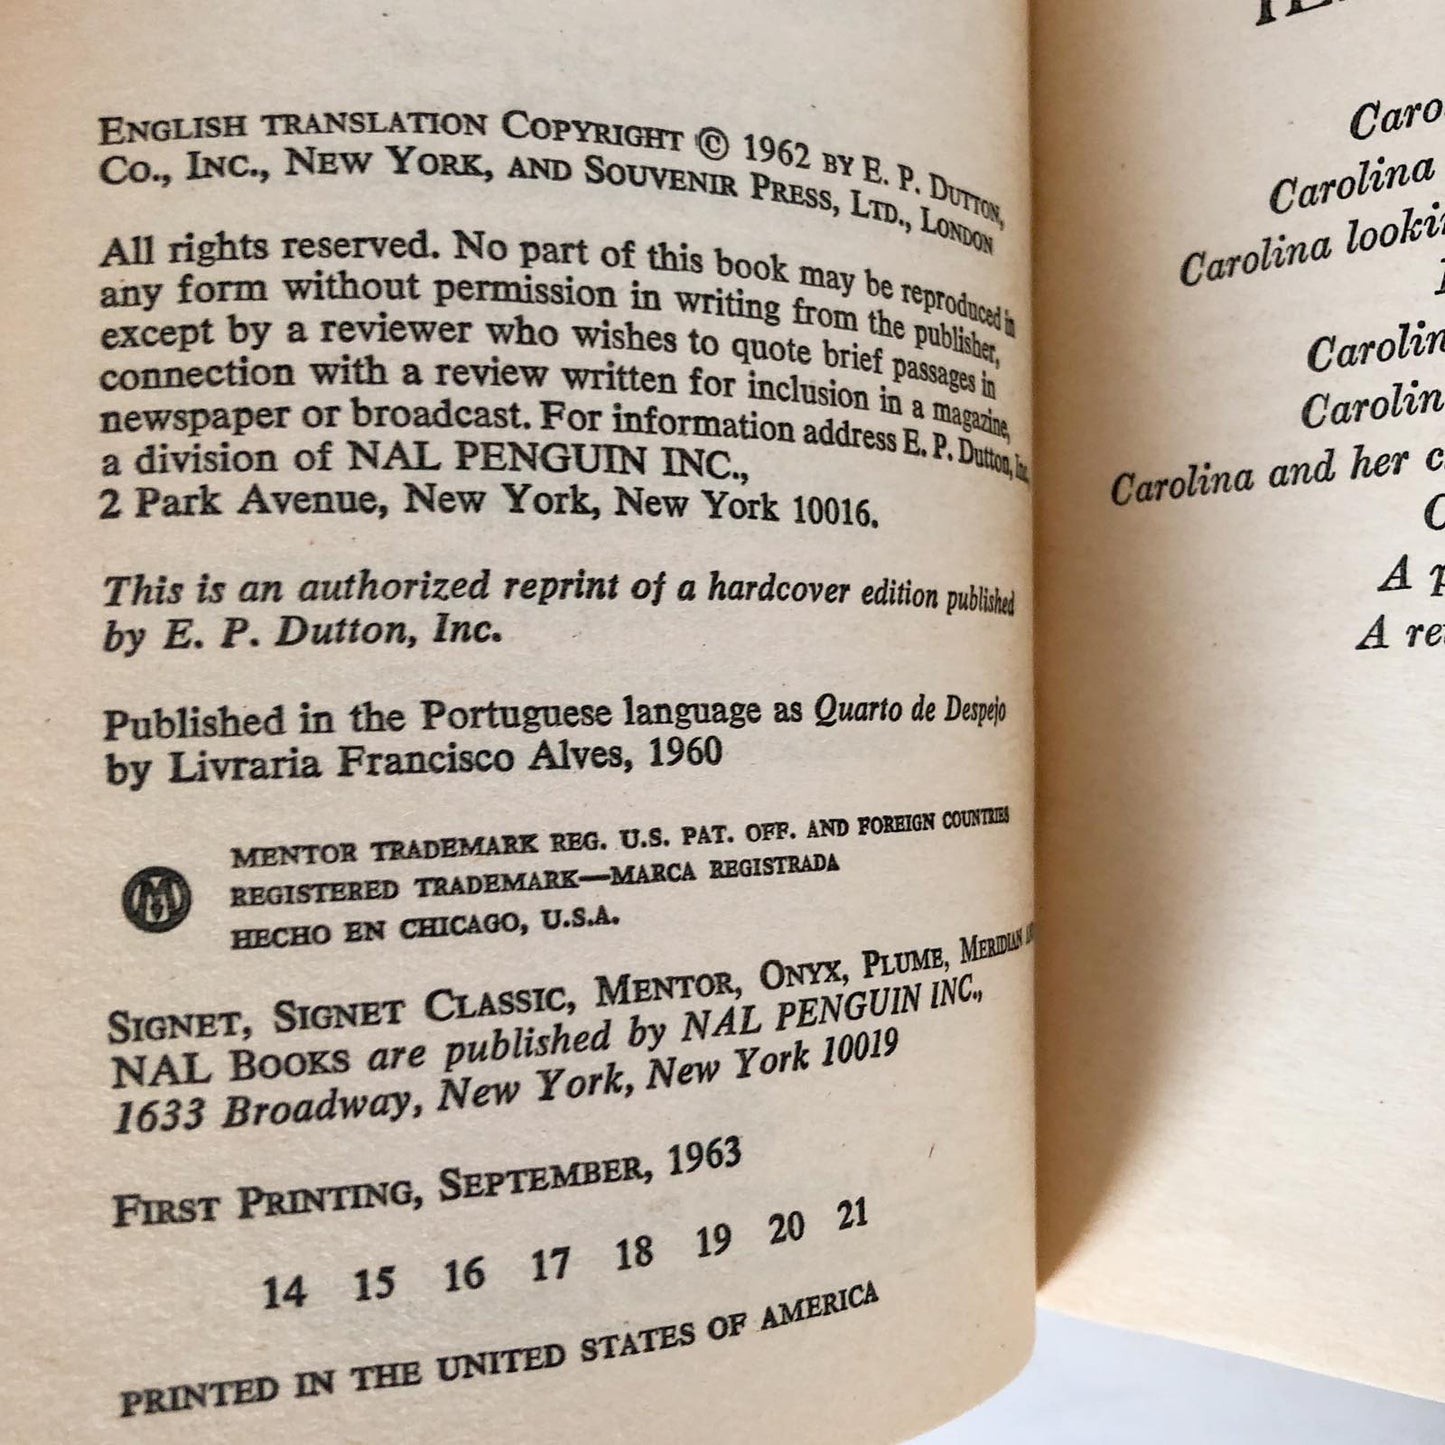 ENGLISH TRANSLATION COPYRIGHT © 1962 BY E. P. DUTTON,
CO., INC., NEW YORK, AND SOUVENIR PRESS, LTD., LONDON
All rights reserved. No part of this book may be reproduced in
any form without permission in writing from the publisher,
except by a reviewer who wishes to quote brief passages in
connection with a review written for inclusion in a magazine,
newspaper or broadcast. For information address E. P. Dutton, Inc.
a division of NAL PENGUIN INC.,
2 Park Avenue, New York, New York 10016.
This is an authorized reprint of a hardcover edition published
by E. P. Dutton, Inc.
Published in the Portuguese language as Quarto de Despejo
by Livraria Francisco Alves, 1960
M
MENTOR TRADEMARK REG. U.S. PAT. OFF. AND FOREIGN COUNTRIES
REGISTERED TRADEMARK—MARCA REGISTRADA
HECHO EN CHICAGO, U.S.A.
SIGNET, SIGNET CLASSIC, MENTOR, ONYX, PLUME, MERIDIAN
NAL BOOKS are published by NAL PENGUIN INC.,
1633 Broadway, New York, New York 10019
FIRST PRINTING, SEPTEMBER, 1963
14 15 16 17 18 19 20 21
PRINTED IN THE UNITED STATES OF AMERICA
Caro
Carolina
Carolina looki
Carolin
Carolin
Carolina and her c
C
A p
A re